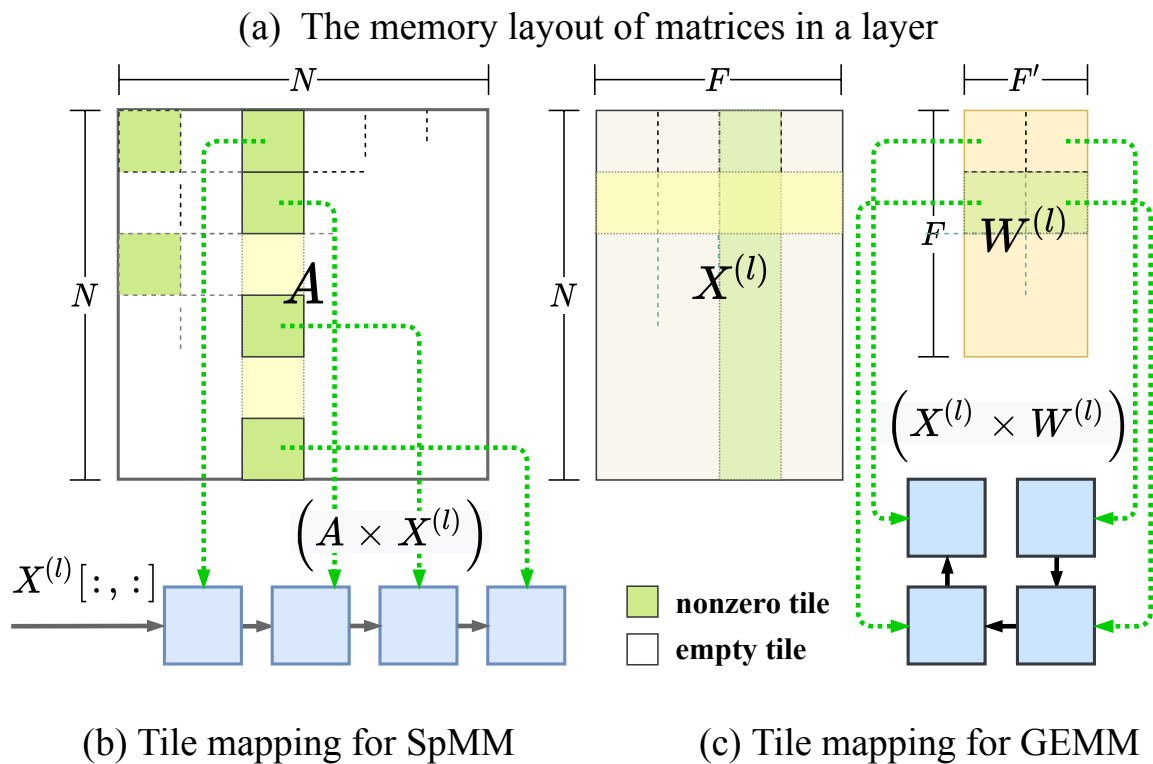 (a) The memory layout of matrices in a layer
N
F
F'
N
A
N
X^{(l)}
F
W^{(l)}
(A × X^{(l)})
(X^{(l)} × W^{(l)})
X^{(l)}[:, :]
nonzero tile
empty tile
(b) Tile mapping for SpMM
(c) Tile mapping for GEMM